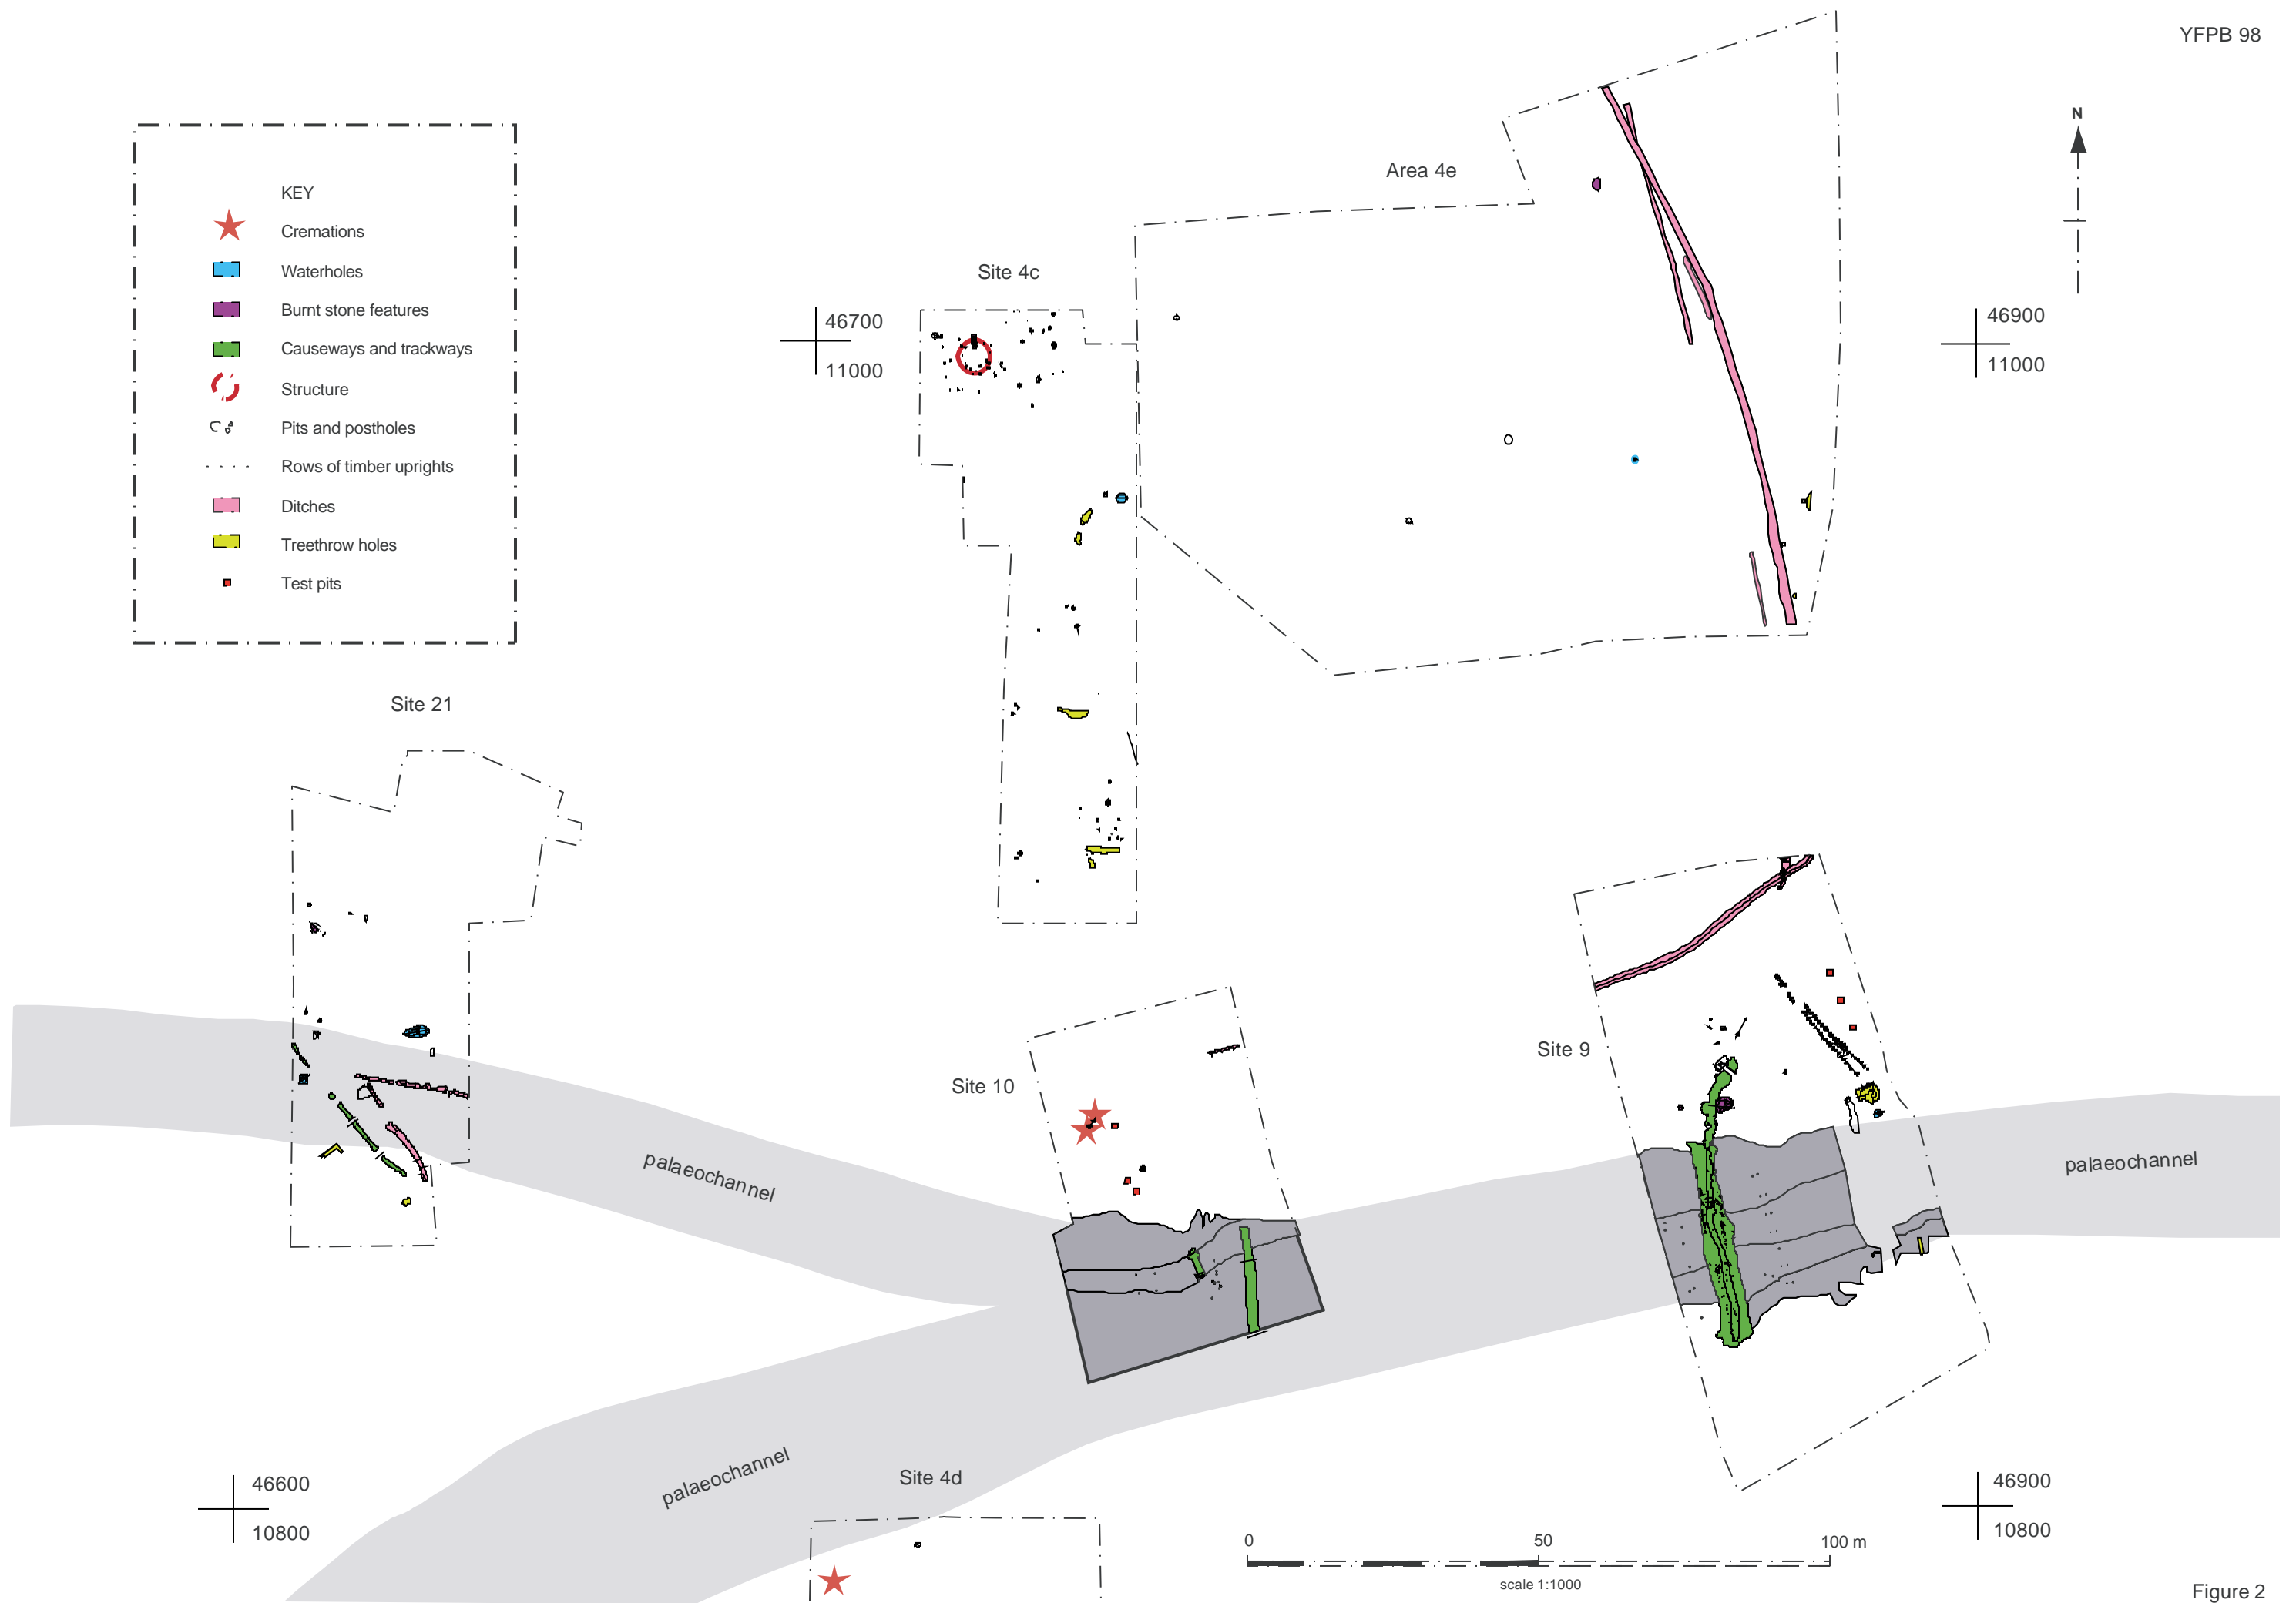 YFPB 98
N
KEY
Cremations
Waterholes
Burnt stone features
Causeways and trackways
Structure
Pits and postholes
Rows of timber uprights
Ditches
Treethrow holes
Test pits
Area 4e
Site 4c
46700
11000
46900
11000
Site 21
Site 9
Site 10
palaeochannel
palaeochannel
palaeochannel
Site 4d
46600
10800
46900
10800
0 50 100 m
scale 1:1000
Figure 2